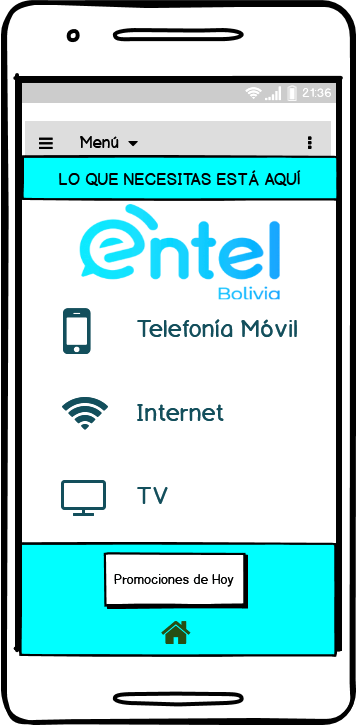 21:36
Menú
LO QUE NECESITAS ESTÁ AQUÍ
entel
Bolivia
Telefonía Móvil
Internet
TV
Promociones de Hoy